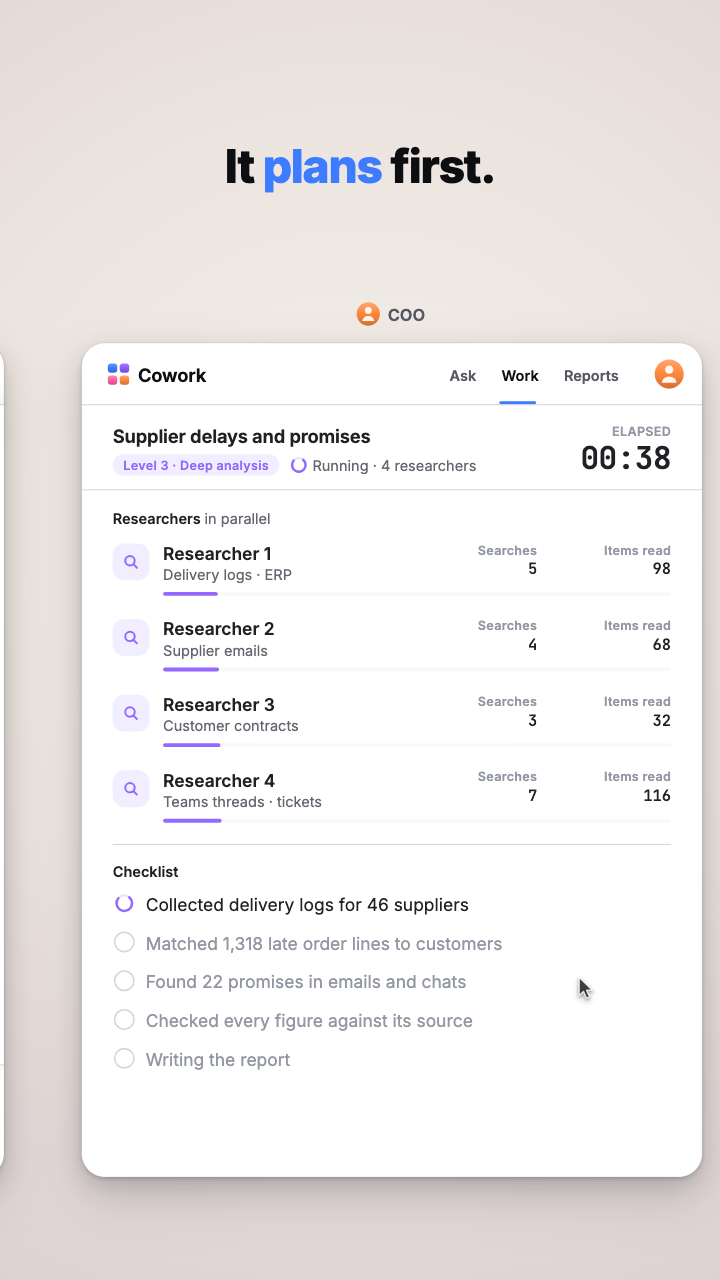 It plans first.
COO
Cowork
Ask Work Reports
Supplier delays and promises
Level 3 · Deep analysis
Running · 4 researchers
ELAPSED
00:38
Researchers in parallel
Researcher 1
Delivery logs · ERP
Searches
5
Items read
98
Researcher 2
Supplier emails
Searches
4
Items read
68
Researcher 3
Customer contracts
Searches
3
Items read
32
Researcher 4
Teams threads · tickets
Searches
7
Items read
116
Checklist
Collected delivery logs for 46 suppliers
Matched 1,318 late order lines to customers
Found 22 promises in emails and chats
Checked every figure against its source
Writing the report